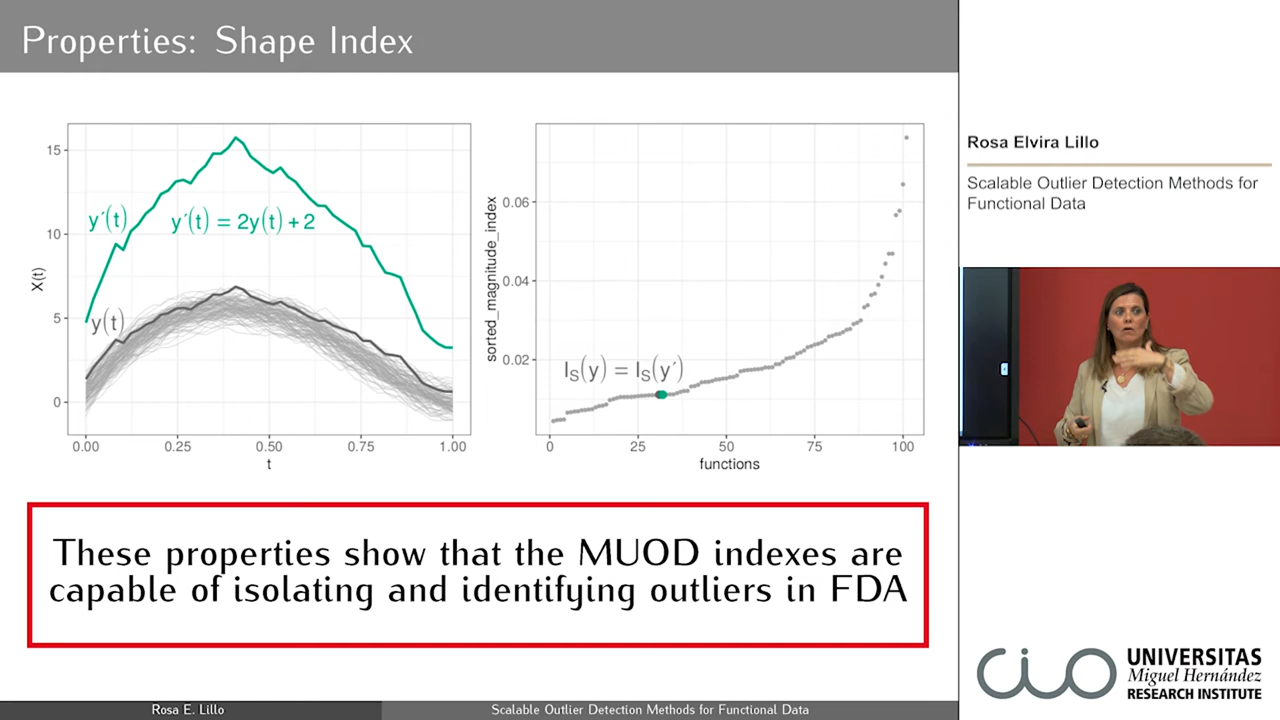 Properties: Shape Index
15
10
5
0
X(t)
y´(t)
y´(t) = 2y(t)+2
y(t)
0.00
0.25
0.50
0.75
1.00
t
sorted_magnitude_index
0.06
0.04
0.02
I_S(y) = I_S(y´)
0
25
50
75
100
functions
These properties show that the MUOD indexes are
capable of isolating and identifying outliers in FDA
Rosa E. Lillo
Scalable Outlier Detection Methods for Functional Data
Rosa Elvira Lillo
Scalable Outlier Detection Methods for
Functional Data
cio
UNIVERSITAS
Miguel Hernández
RESEARCH INSTITUTE